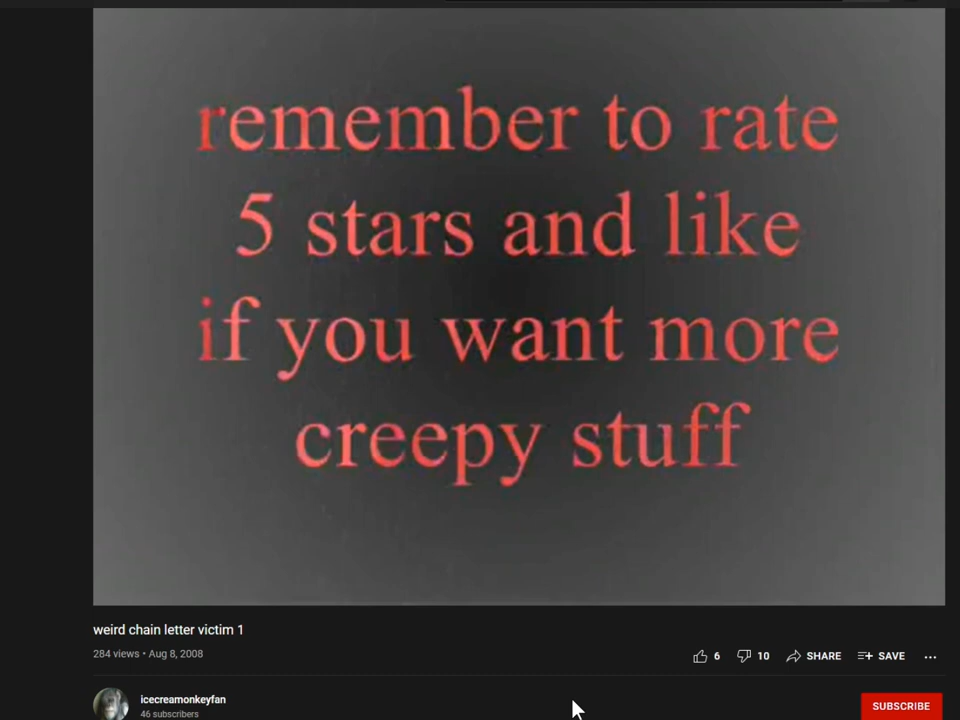 remember to rate
5 stars and like
if you want more
creepy stuff
weird chain letter victim 1
284 views • Aug 8, 2008
6 10 SHARE SAVE ...
icecreamonkeyfan
46 subscribers
SUBSCRIBE